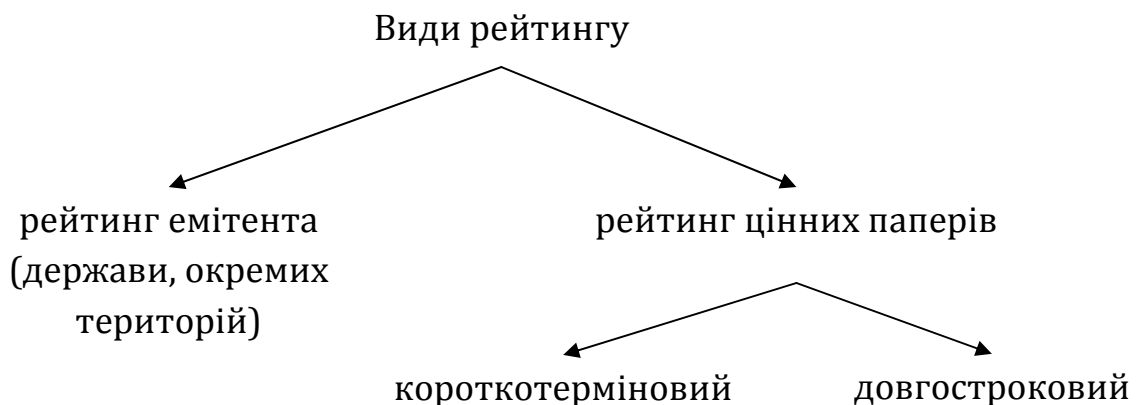 Види рейтингу
рейтинг емітента
(держави, окремих
територій)
рейтинг цінних паперів
короткотерміновий
довгостроковий